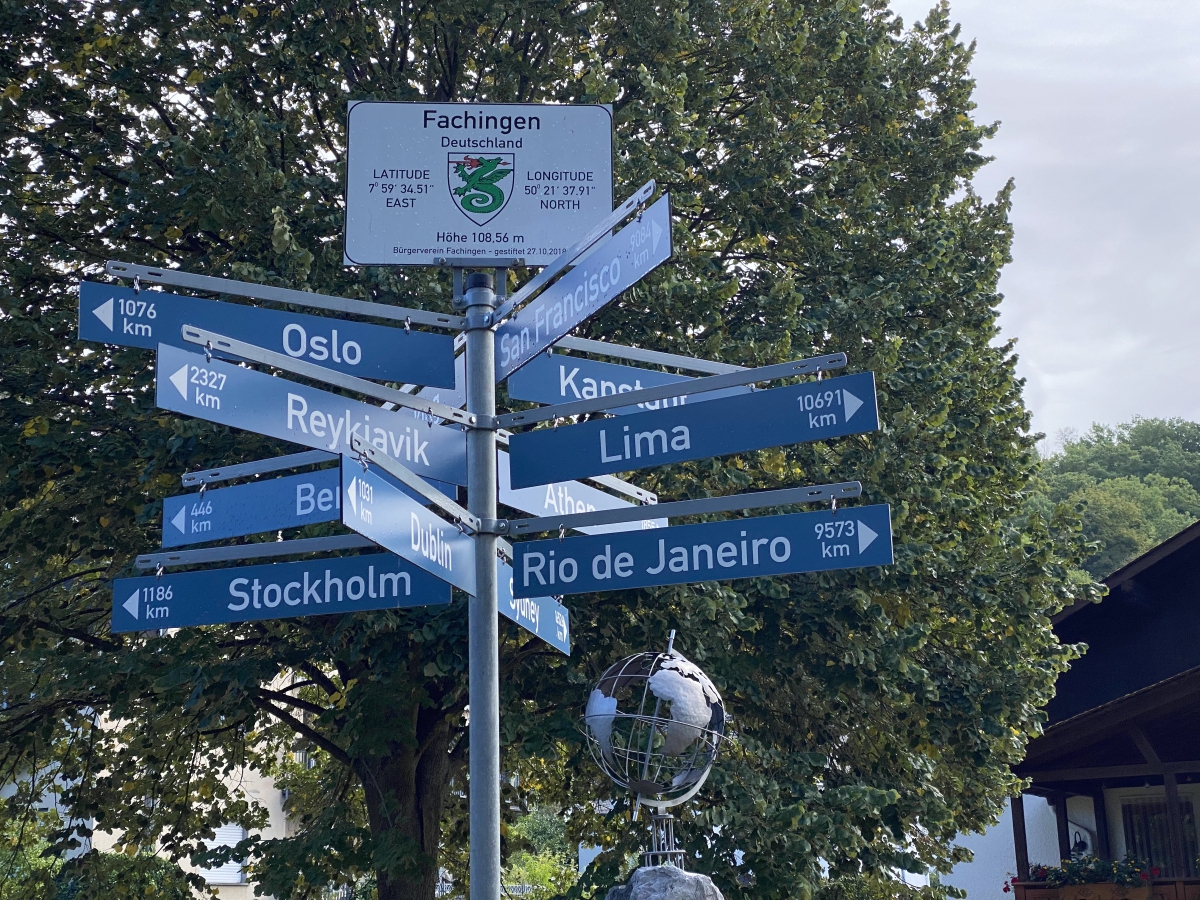 Fachingen
Deutschland
LATITUDE
7° 59' 34.51"
EAST
LONGITUDE
50° 21' 37.91"
NORTH
Höhe 108,56 m
Bürgerverein Fachingen - gestiftet 27.10.2018
9084
km
San Francisco
1076
km
Oslo
2327
km
Reykjavik
10691
km
Lima
446
km
1031
km
Dublin
9573
km
Rio de Janeiro
1186
km
Stockholm
Sydney